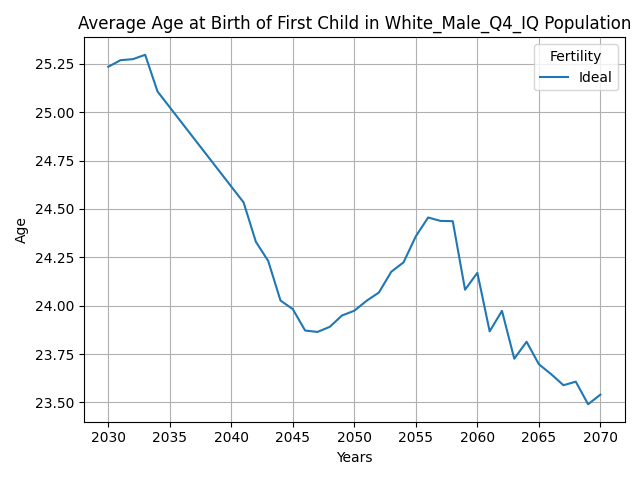 Average Age at Birth of First Child in White_Male_Q4_IQ Population
Fertility
Ideal
Age
25.25
25.00
24.75
24.50
24.25
24.00
23.75
23.50
2030 2035 2040 2045 2050 2055 2060 2065 2070
Years